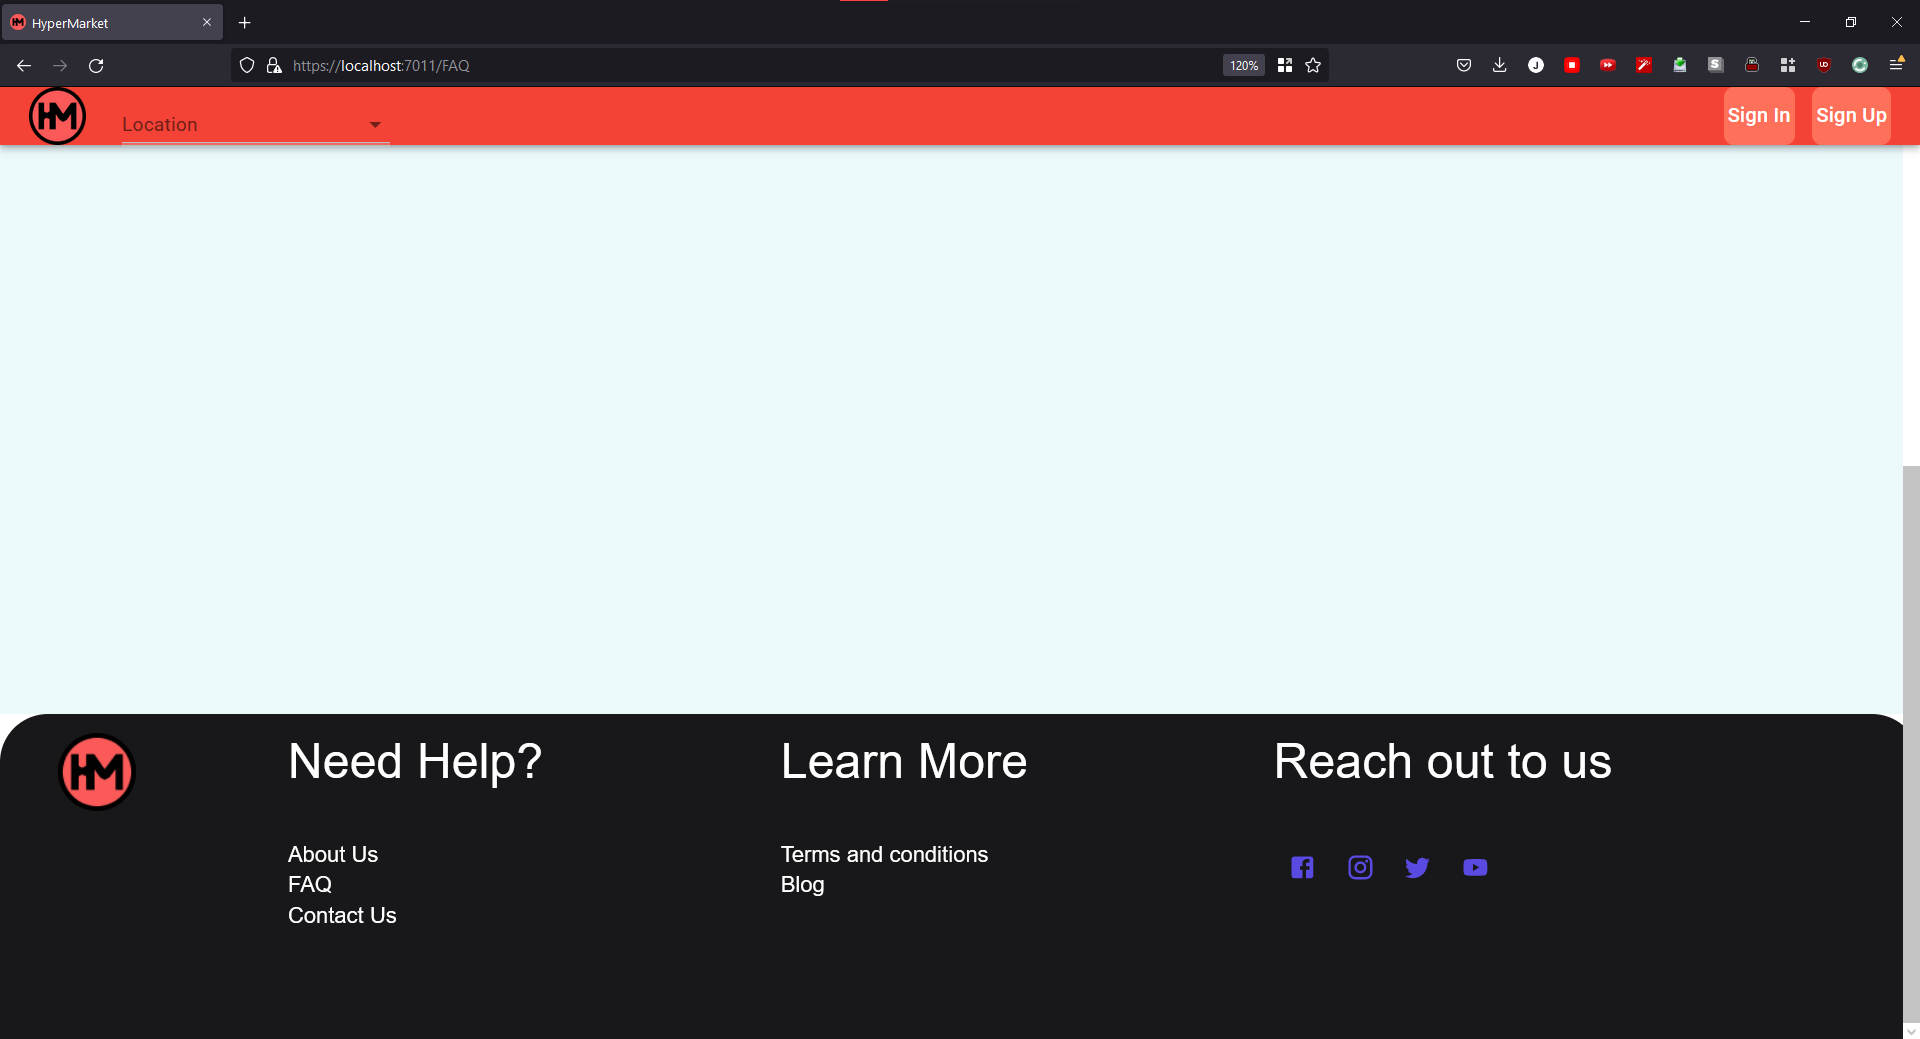 HyperMarket
https://localhost:7011/FAQ
120%
HM
Location
Sign In
Sign Up
HM
Need Help?
Learn More
Reach out to us
About Us
Terms and conditions
FAQ
Blog
Contact Us